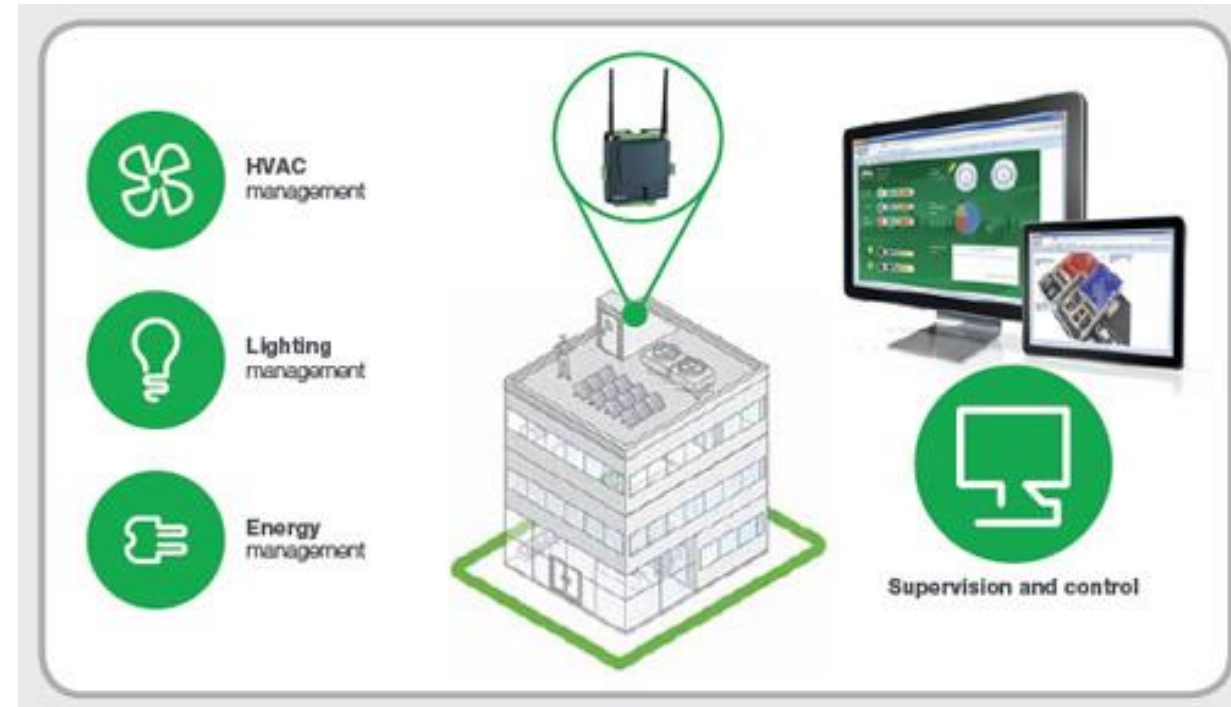 HVAC
management
Lighting
management
Energy
management
Supervision and control